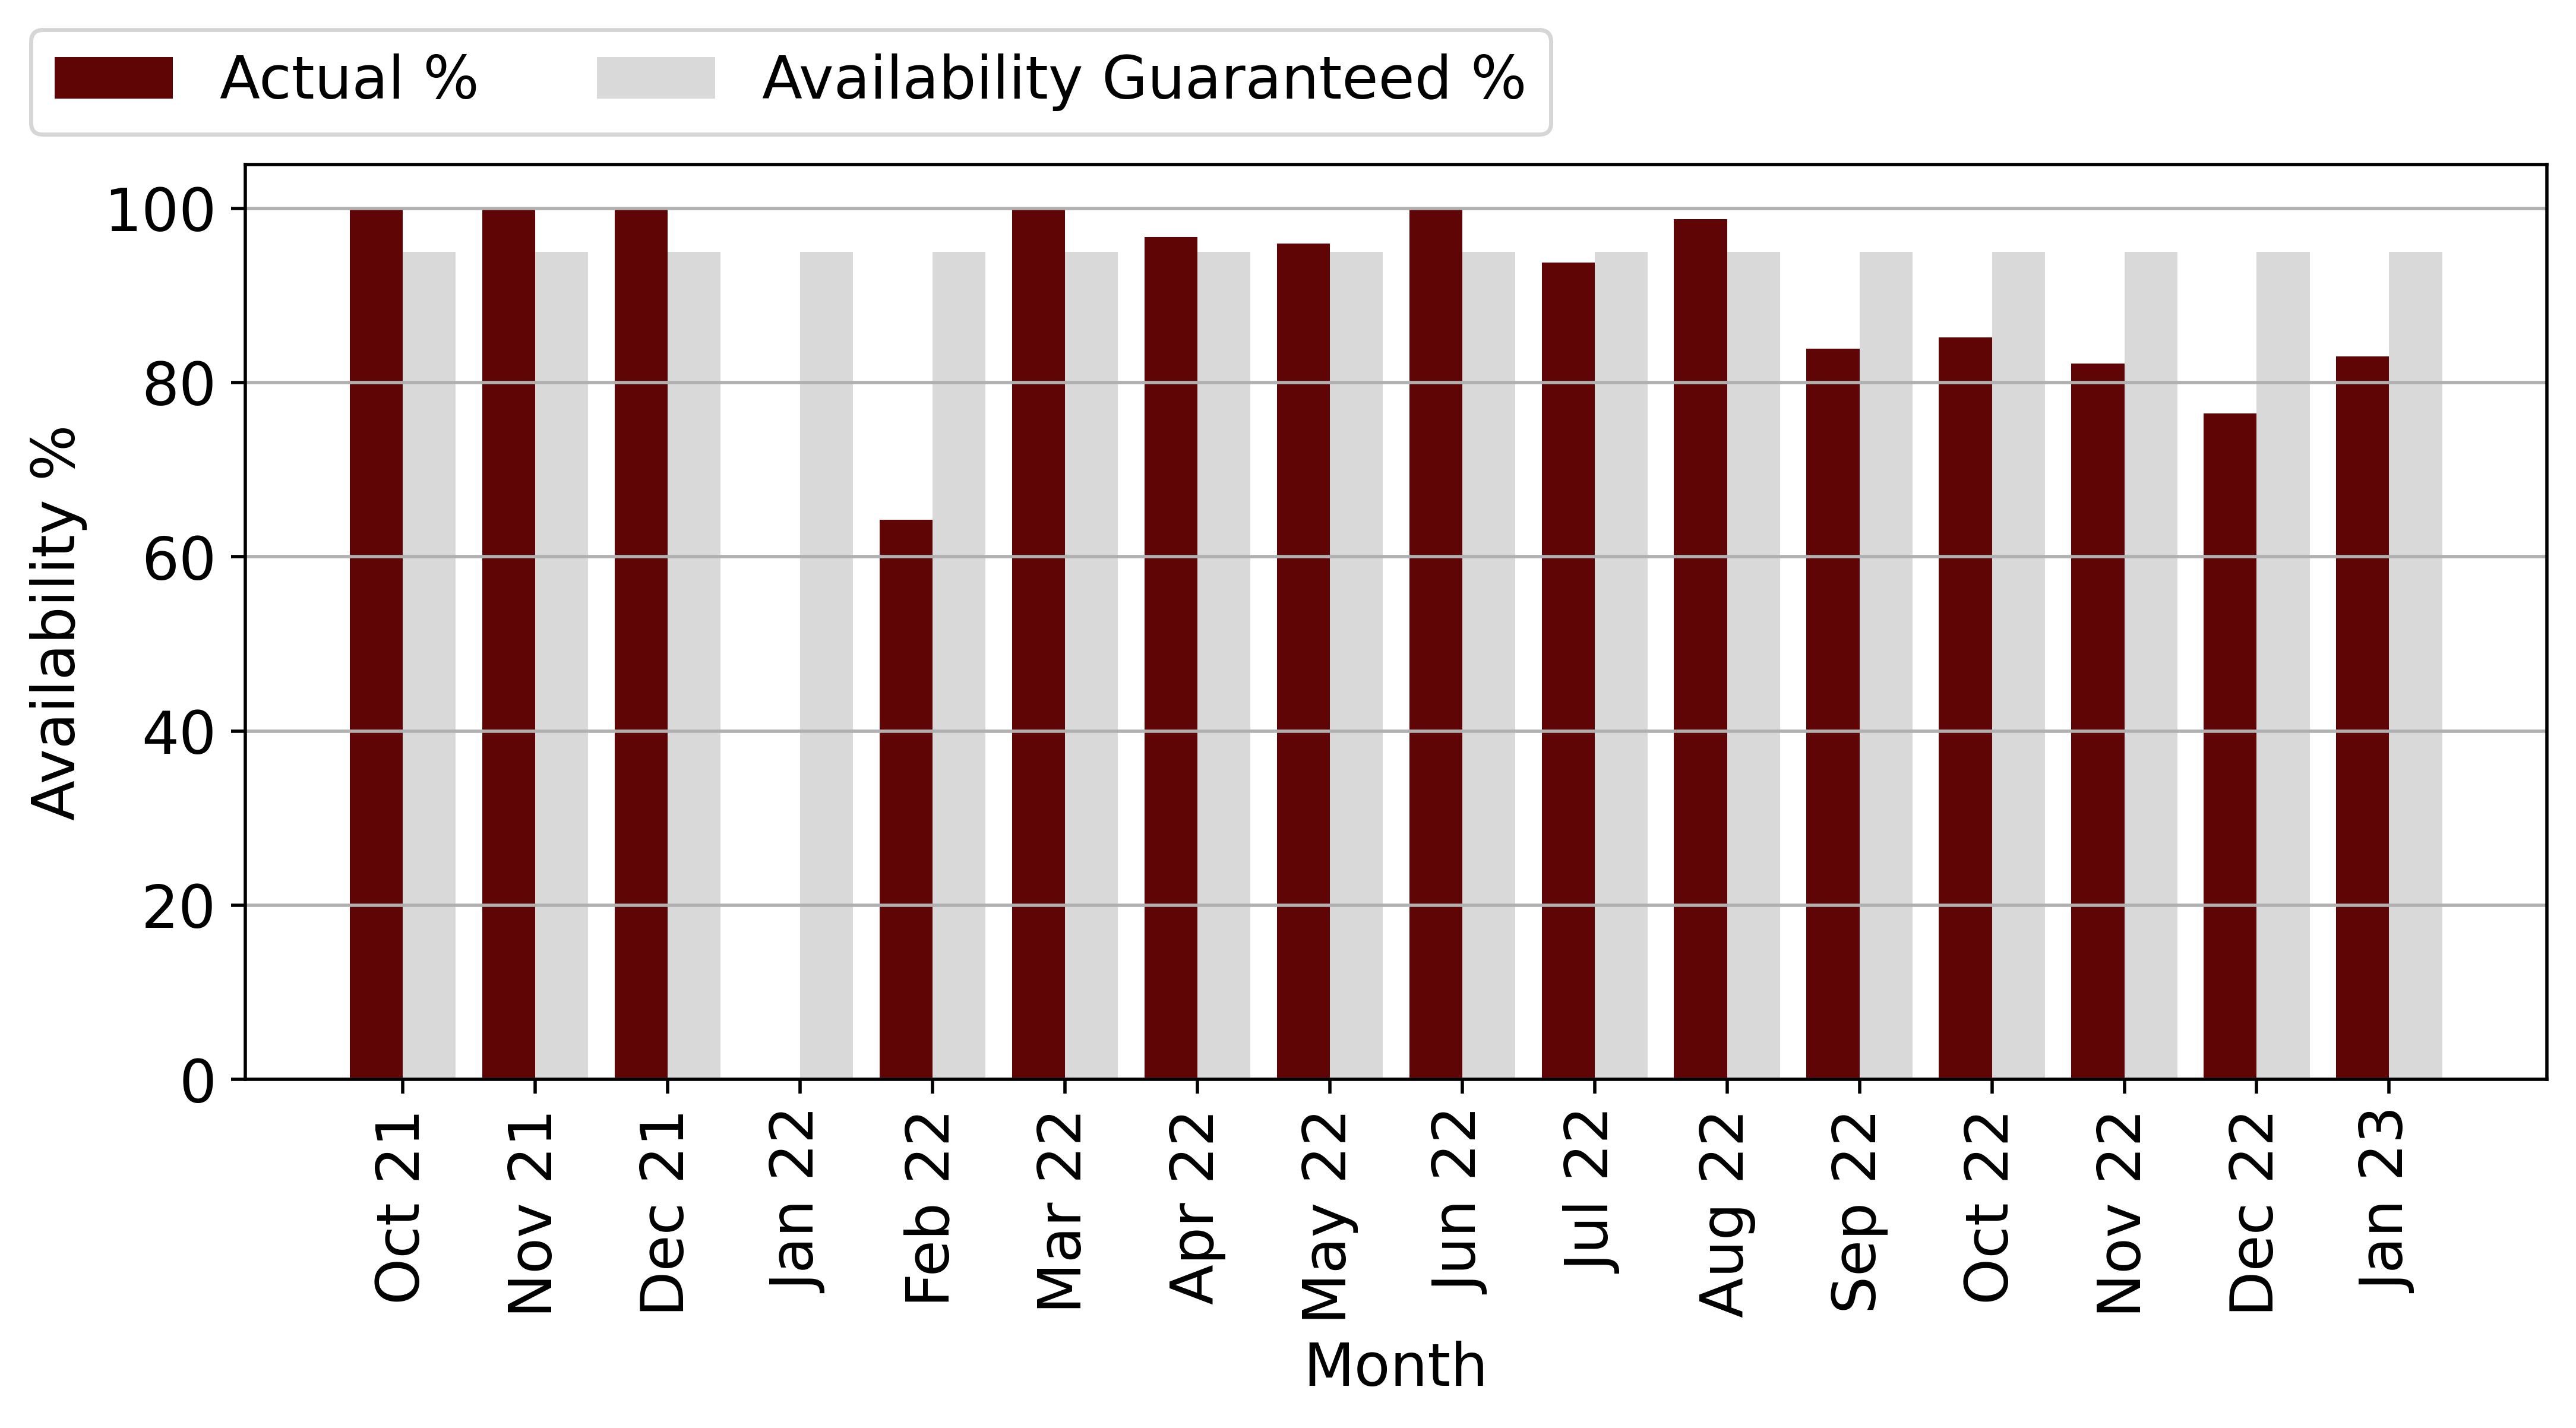 Actual %
Availability Guaranteed %
Availability %
100
80
60
40
20
0
Oct 21
Nov 21
Dec 21
Jan 22
Feb 22
Mar 22
Apr 22
May 22
Jun 22
Jul 22
Aug 22
Sep 22
Oct 22
Nov 22
Dec 22
Jan 23
Month